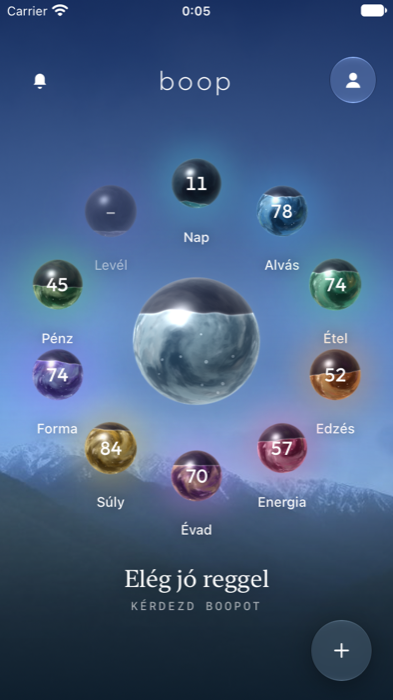 Carrier 0:05
boop
11
Nap
–
Levél
78
Alvás
45
Pénz
74
Étel
74
Forma
52
Edzés
84
Súly
57
Energia
70
Évad
Elég jó reggel
KÉRDEZD BOOPOT
+